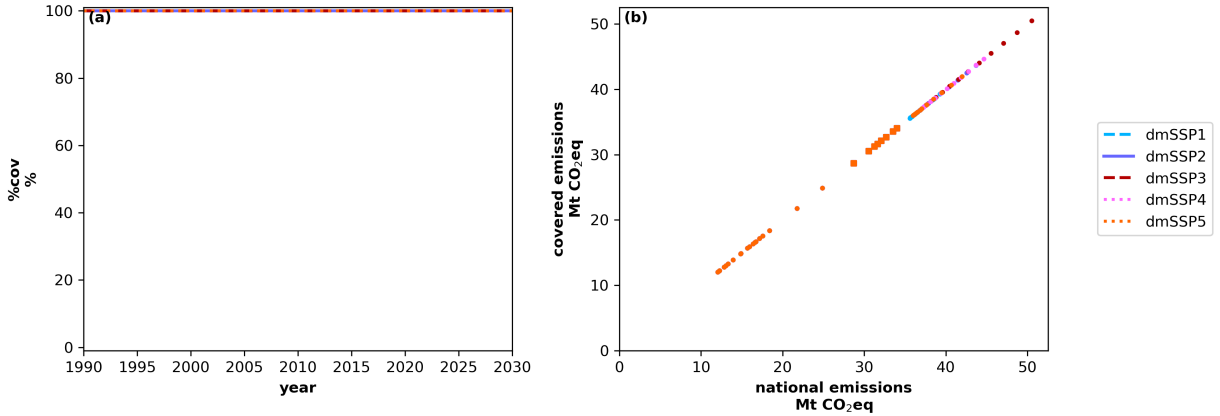 (a)
100
80
60
40
20
0
%cov
%
1990 1995 2000 2005 2010 2015 2020 2025 2030
year
(b)
50
40
30
20
10
0
covered emissions
Mt CO₂eq
0 10 20 30 40 50
national emissions
Mt CO₂eq
dmSSP1
dmSSP2
dmSSP3
dmSSP4
dmSSP5